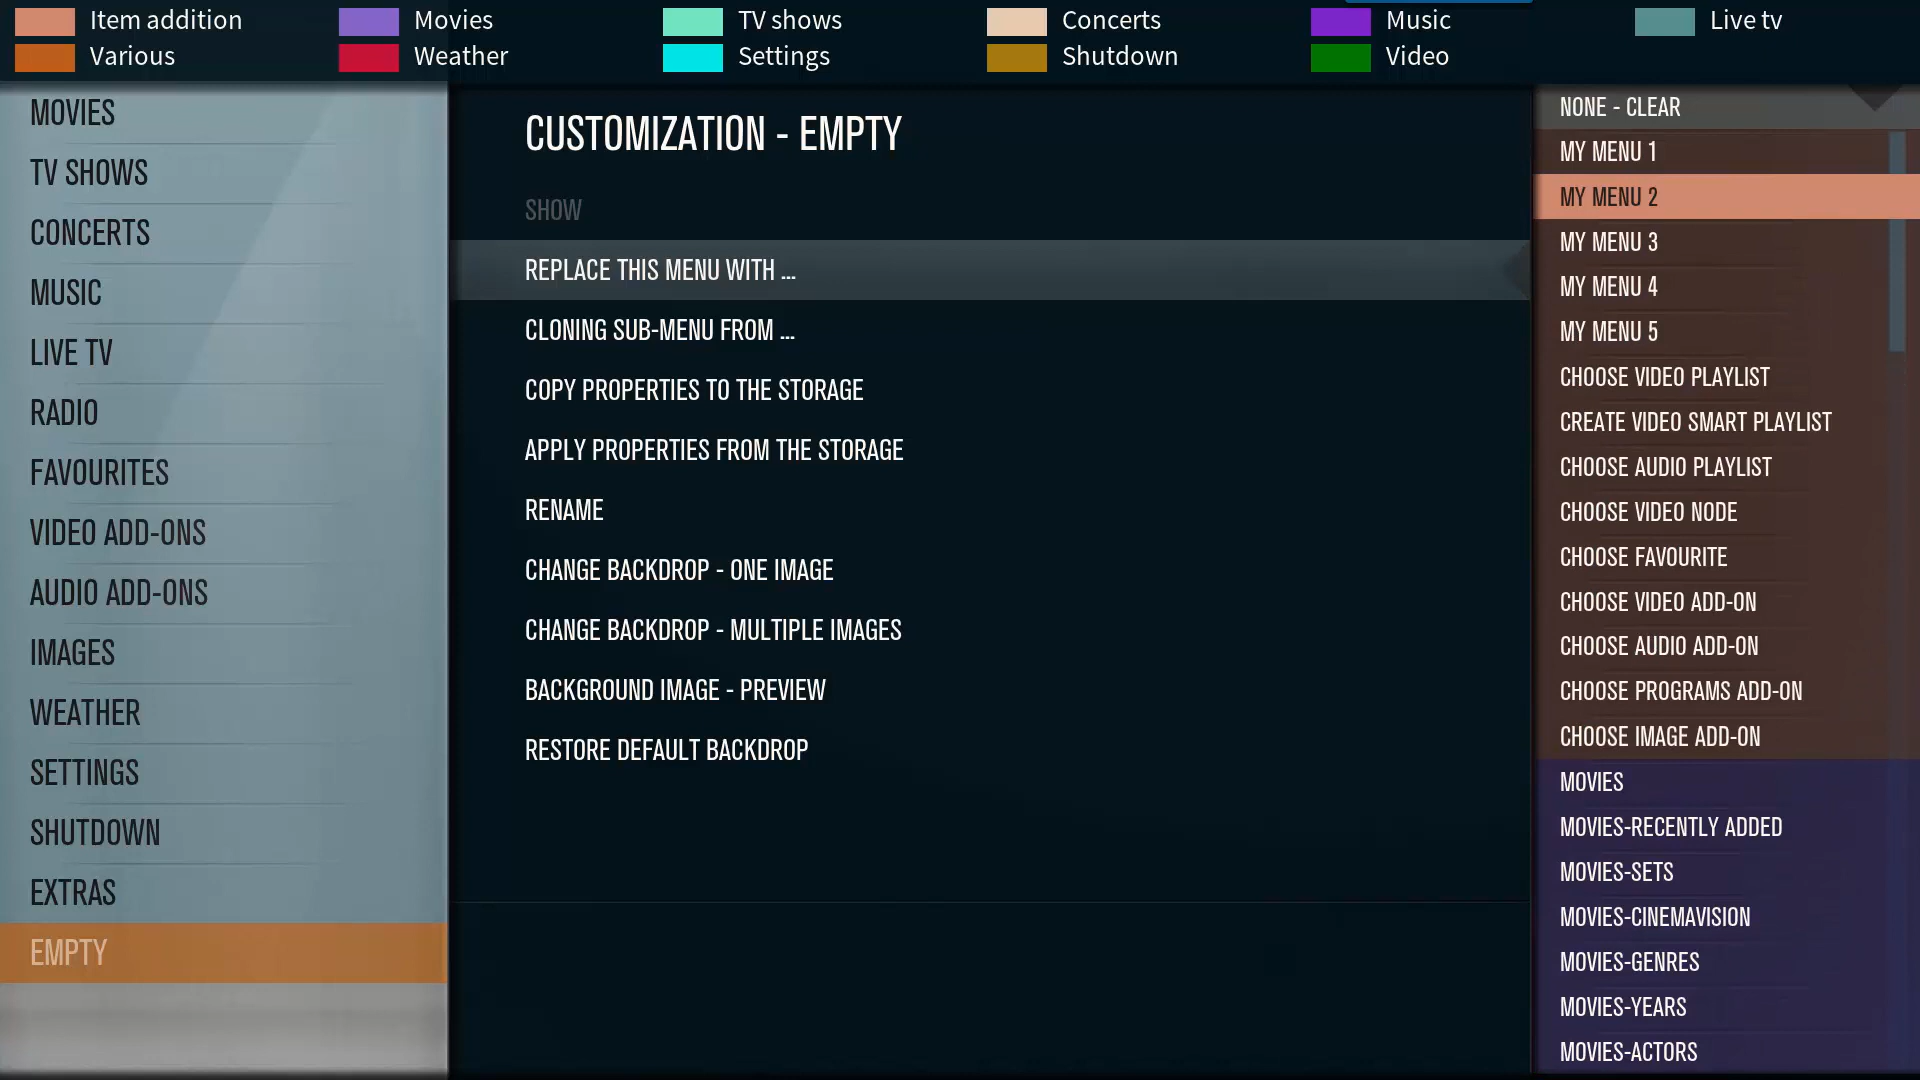 Item addition
Movies
TV shows
Concerts
Music
Live tv
Various
Weather
Settings
Shutdown
Video
MOVIES
TV SHOWS
CONCERTS
MUSIC
LIVE TV
RADIO
FAVOURITES
VIDEO ADD-ONS
AUDIO ADD-ONS
IMAGES
WEATHER
SETTINGS
SHUTDOWN
EXTRAS
EMPTY
CUSTOMIZATION - EMPTY
SHOW
REPLACE THIS MENU WITH ...
CLONING SUB-MENU FROM ...
COPY PROPERTIES TO THE STORAGE
APPLY PROPERTIES FROM THE STORAGE
RENAME
CHANGE BACKDROP - ONE IMAGE
CHANGE BACKDROP - MULTIPLE IMAGES
BACKGROUND IMAGE - PREVIEW
RESTORE DEFAULT BACKDROP
NONE - CLEAR
MY MENU 1
MY MENU 2
MY MENU 3
MY MENU 4
MY MENU 5
CHOOSE VIDEO PLAYLIST
CREATE VIDEO SMART PLAYLIST
CHOOSE AUDIO PLAYLIST
CHOOSE VIDEO NODE
CHOOSE FAVOURITE
CHOOSE VIDEO ADD-ON
CHOOSE AUDIO ADD-ON
CHOOSE PROGRAMS ADD-ON
CHOOSE IMAGE ADD-ON
MOVIES
MOVIES-RECENTLY ADDED
MOVIES-SETS
MOVIES-CINEMAVISION
MOVIES-GENRES
MOVIES-YEARS
MOVIES-ACTORS